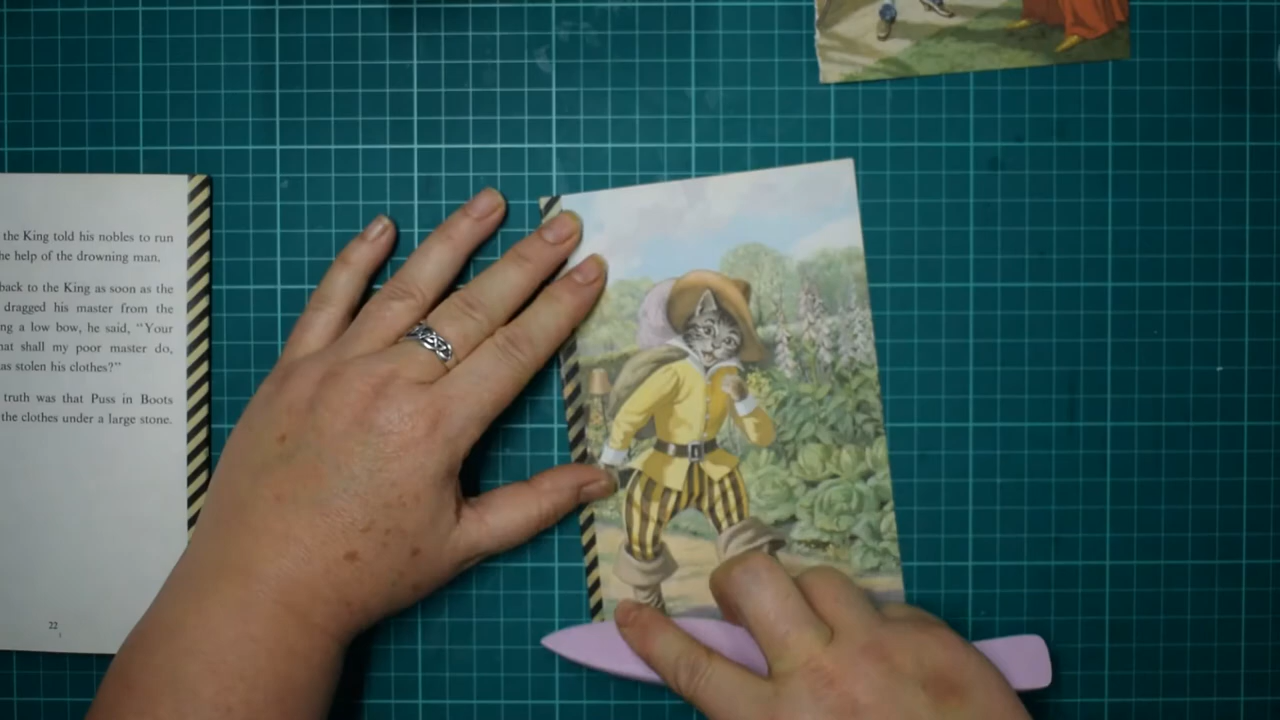 the King told his nobles to run
he help of the drowning man.
back to the King as soon as the
dragged his master from the
ng a low bow, he said, “Your
hat shall my poor master do,
as stolen his clothes?”
truth was that Puss in Boots
the clothes under a large stone.
22